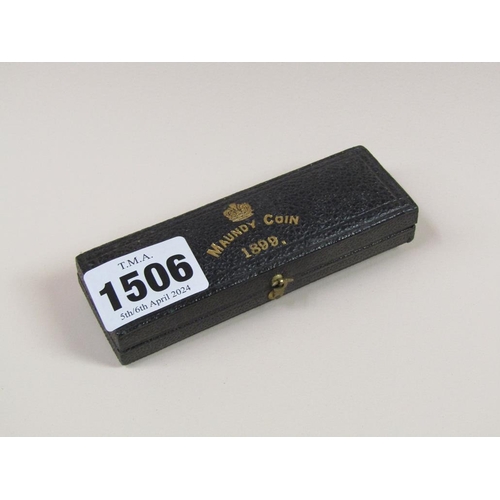 MAUNDY COIN
1899.
T.M.A.
1506
5th/6th April 2024